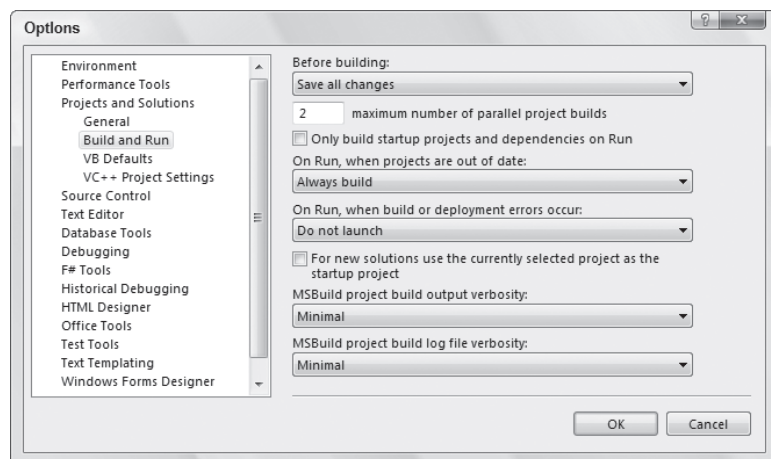 Options
Environment
Performance Tools
Projects and Solutions
General
Build and Run
VB Defaults
VC++ Project Settings
Source Control
Text Editor
Database Tools
Debugging
F# Tools
Historical Debugging
HTML Designer
Office Tools
Test Tools
Text Templating
Windows Forms Designer
Before building:
Save all changes
2 maximum number of parallel project builds
Only build startup projects and dependencies on Run
On Run, when projects are out of date:
Always build
On Run, when build or deployment errors occur:
Do not launch
For new solutions use the currently selected project as the
startup project
MSBuild project build output verbosity:
Minimal
MSBuild project build log file verbosity:
Minimal
OK Cancel